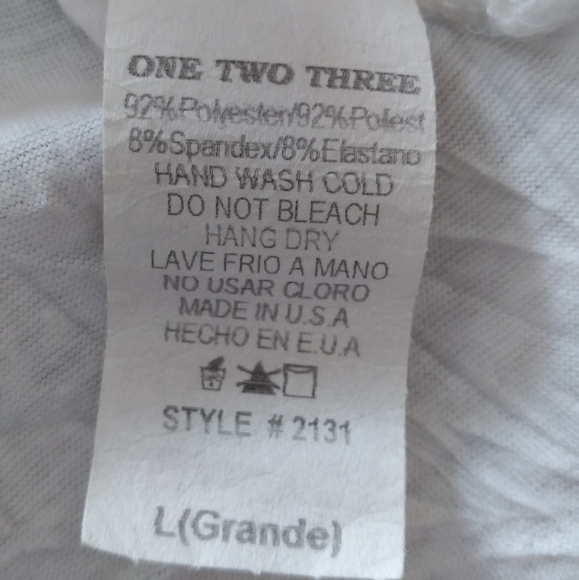 ONE TWO THREE
92%Polyester/92%Poliest
8%Spandex/8%Elastano
HAND WASH COLD
DO NOT BLEACH
HANG DRY
LAVE FRIO A MANO
NO USAR CLORO
MADE IN U.S.A
HECHO EN E.U.A
STYLE # 2131
L(Grande)